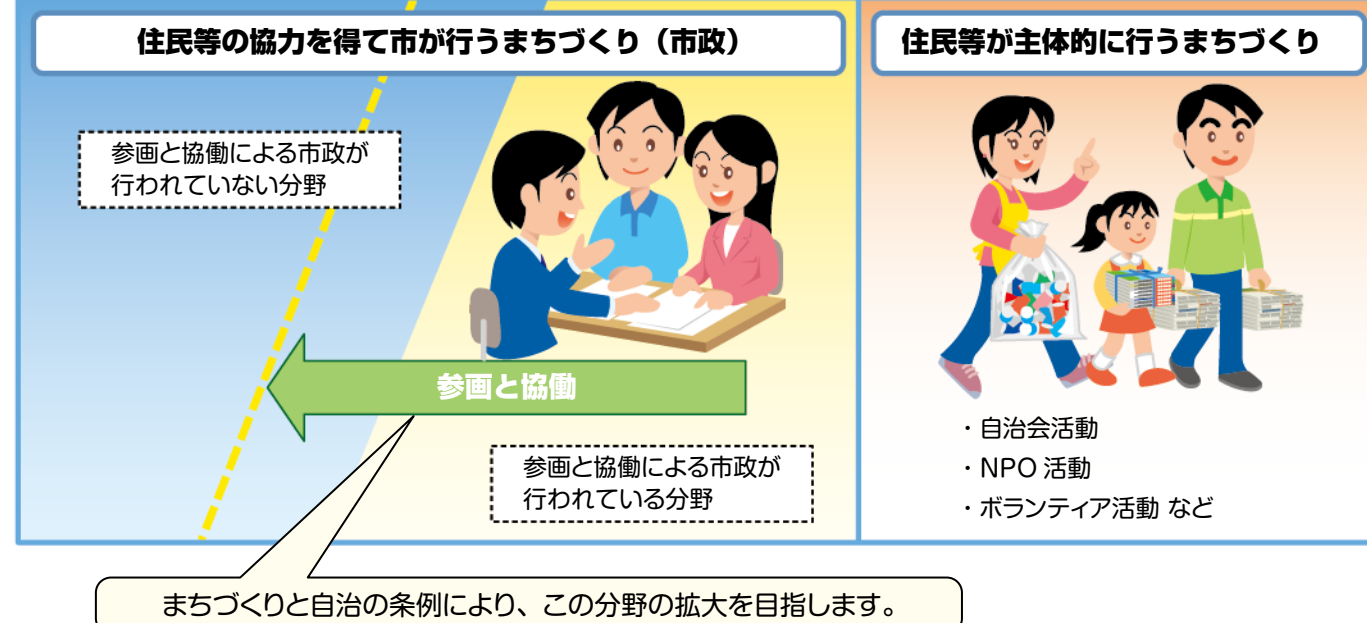 住民等の協力を得て市が行うまちづくり（市政）
参画と協働による市政が
行われていない分野
参画と協働
参画と協働による市政が
行われている分野
まちづくりと自治の条例により、この分野の拡大を目指します。
住民等が主体的に行うまちづくり
・自治会活動
・NPO 活動
・ボランティア活動 など